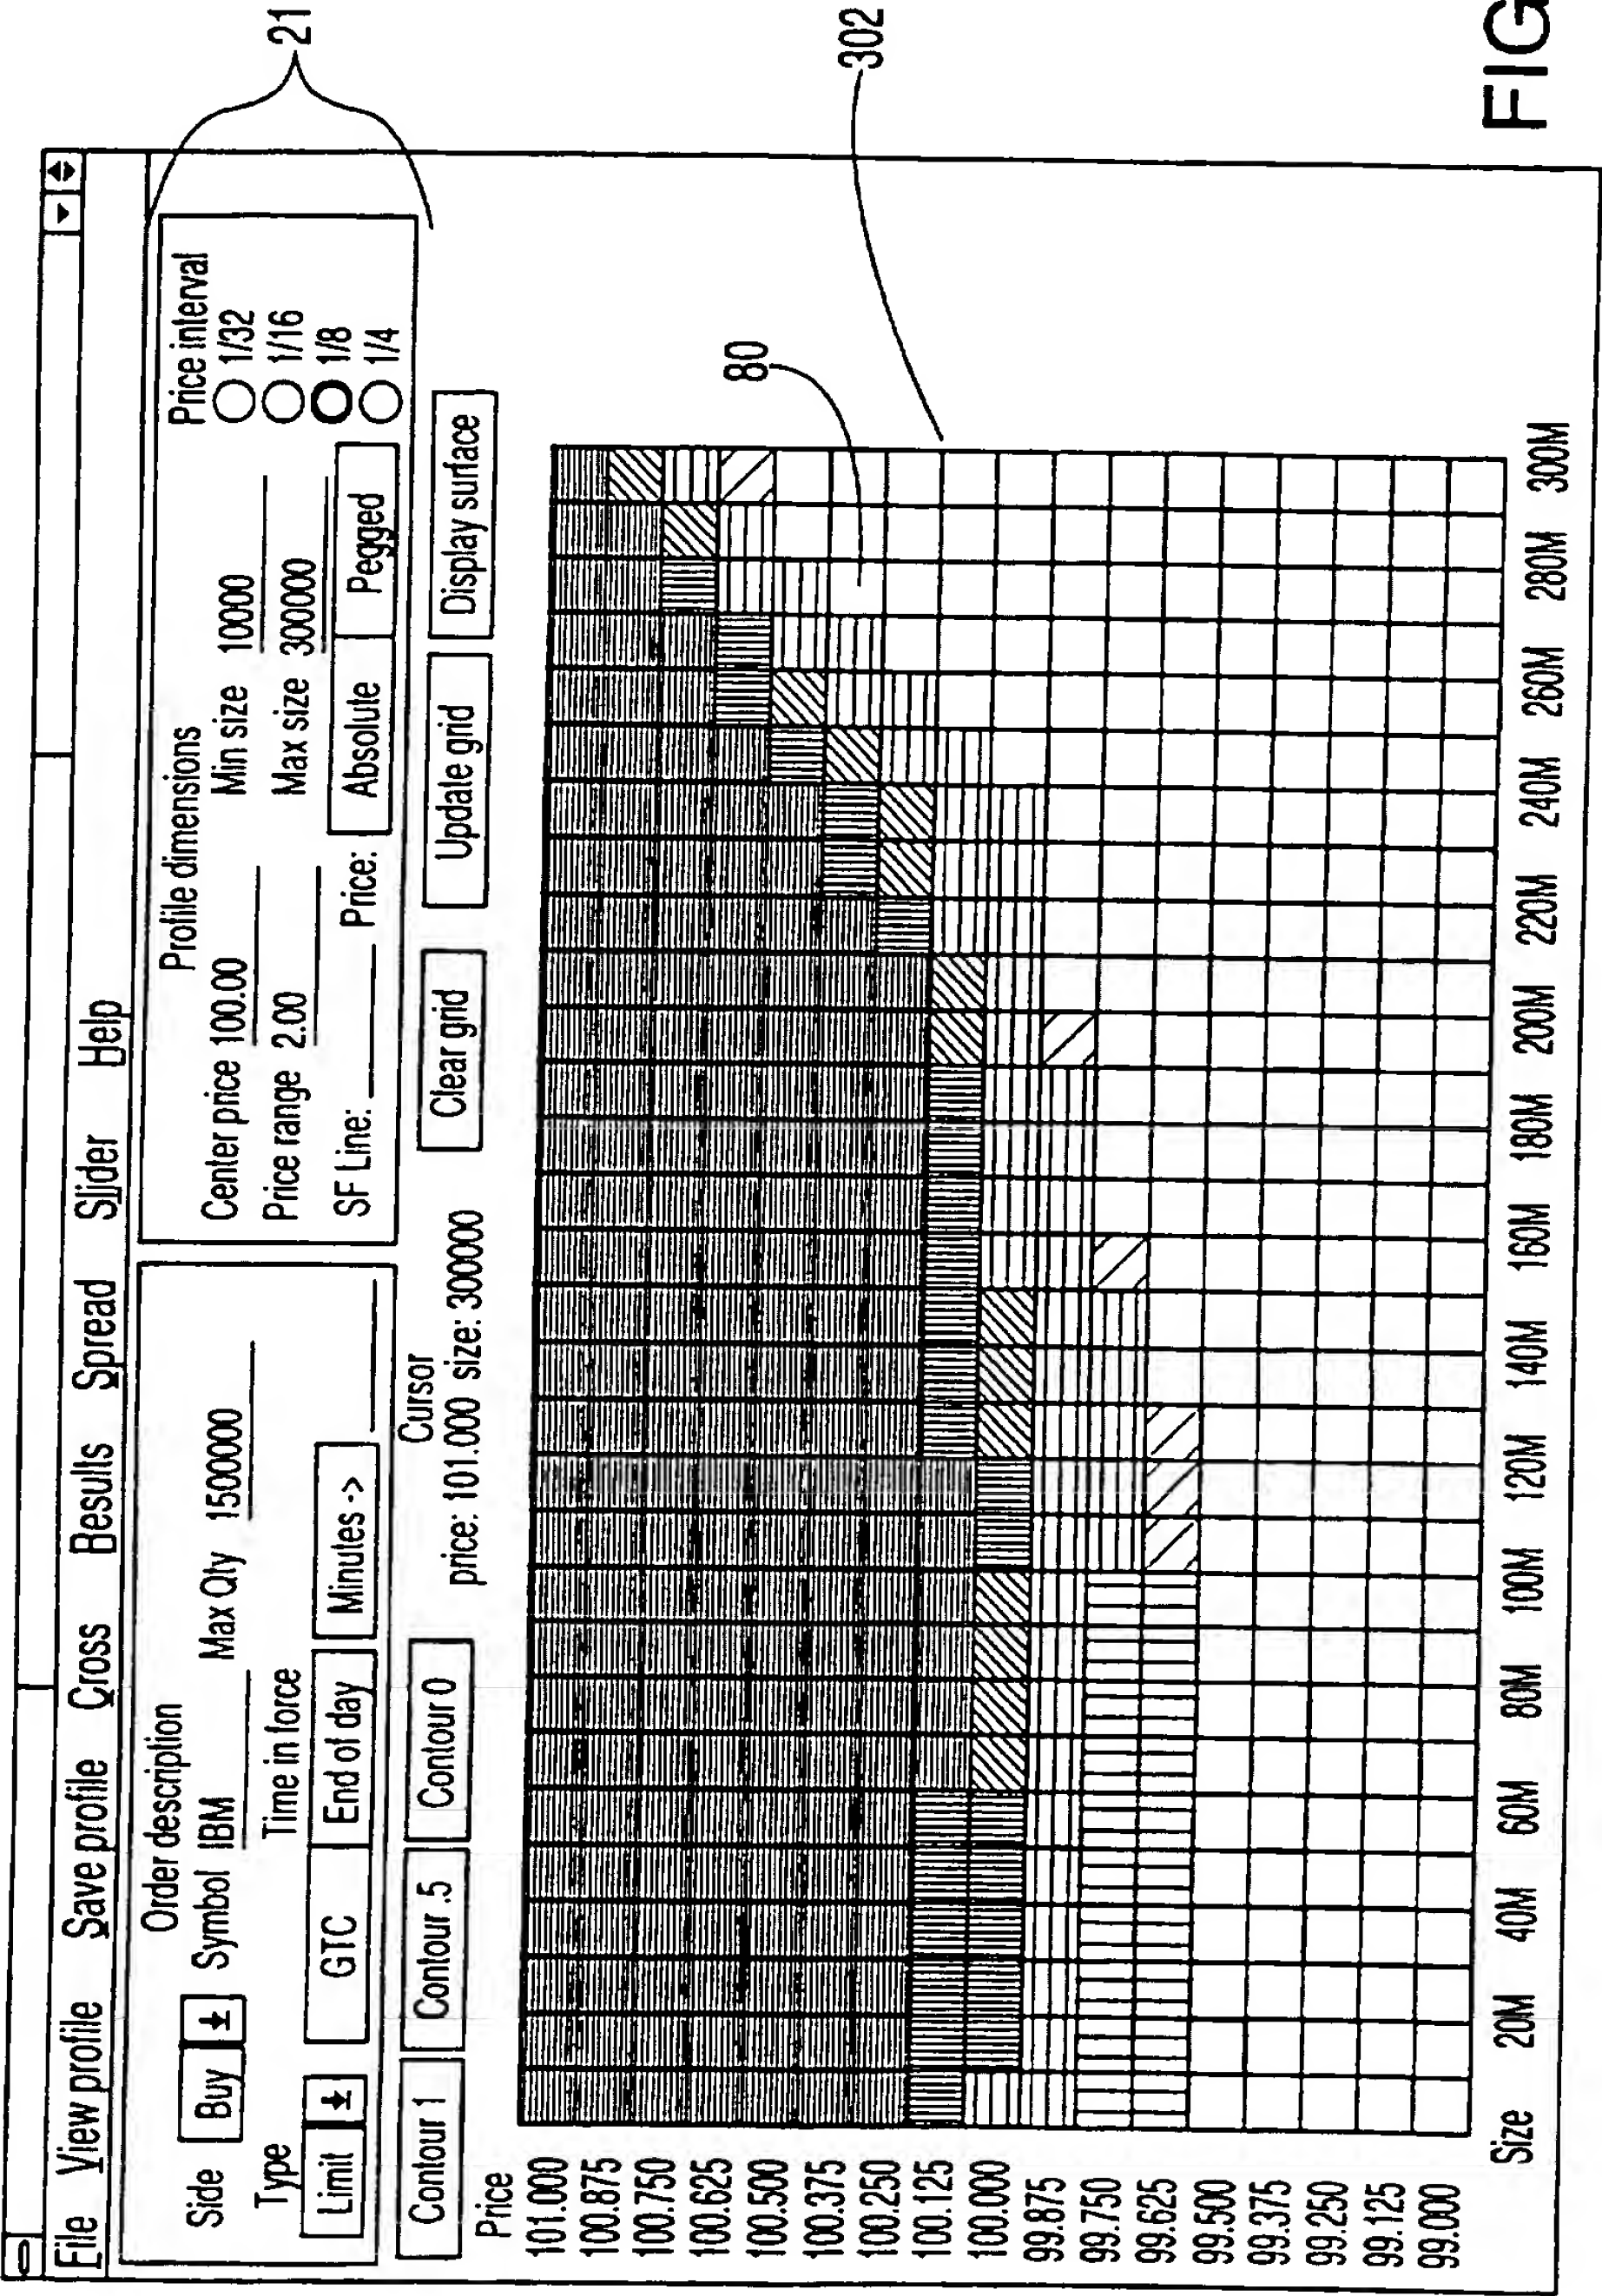 File View profile Save profile Cross Results Spread Slider Help
Order description
Side Buy Symbol IBM Max Qty 1500000
Type Time in force
Limit GTC End of day Minutes ->
Profile dimensions
Center price 100.00 Min size 10000 Price interval
1/32
Price range 2.00 Max size 300000
1/16
1/8
SF Line: Price: Absolute Pegged
1/4
21
Contour 1 Contour .5 Contour 0
Cursor
price: 101.000 size: 300000
Clear grid Update grid Display surface
Price
101.000
100.875
100.750
100.625
100.500
100.375
100.250
100.125
100.000
99.875
99.750
99.625
99.500
99.375
99.250
99.125
99.000
80
302
Size 20M 40M 60M 80M 100M 120M 140M 160M 180M 200M 220M 240M 260M 280M 300M
FIG